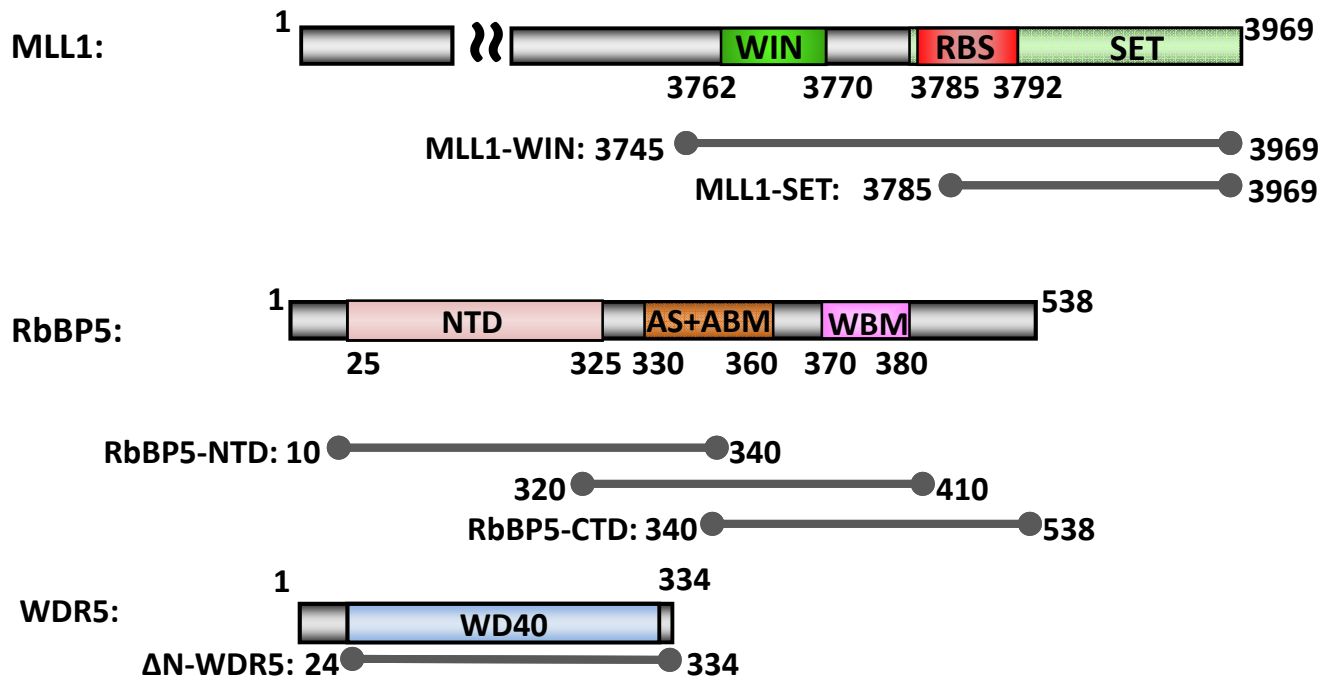 MLL1: 1 WIN RBS SET 3969
3762 3770 3785 3792
MLL1-WIN: 3745 3969
MLL1-SET: 3785 3969
RbBP5: 1 NTD AS+ABM WBM 538
25 325 330 360 370 380
RbBP5-NTD: 10 340
320 410
RbBP5-CTD: 340 538
1 334
WDR5: WD40
ΔN-WDR5: 24 334